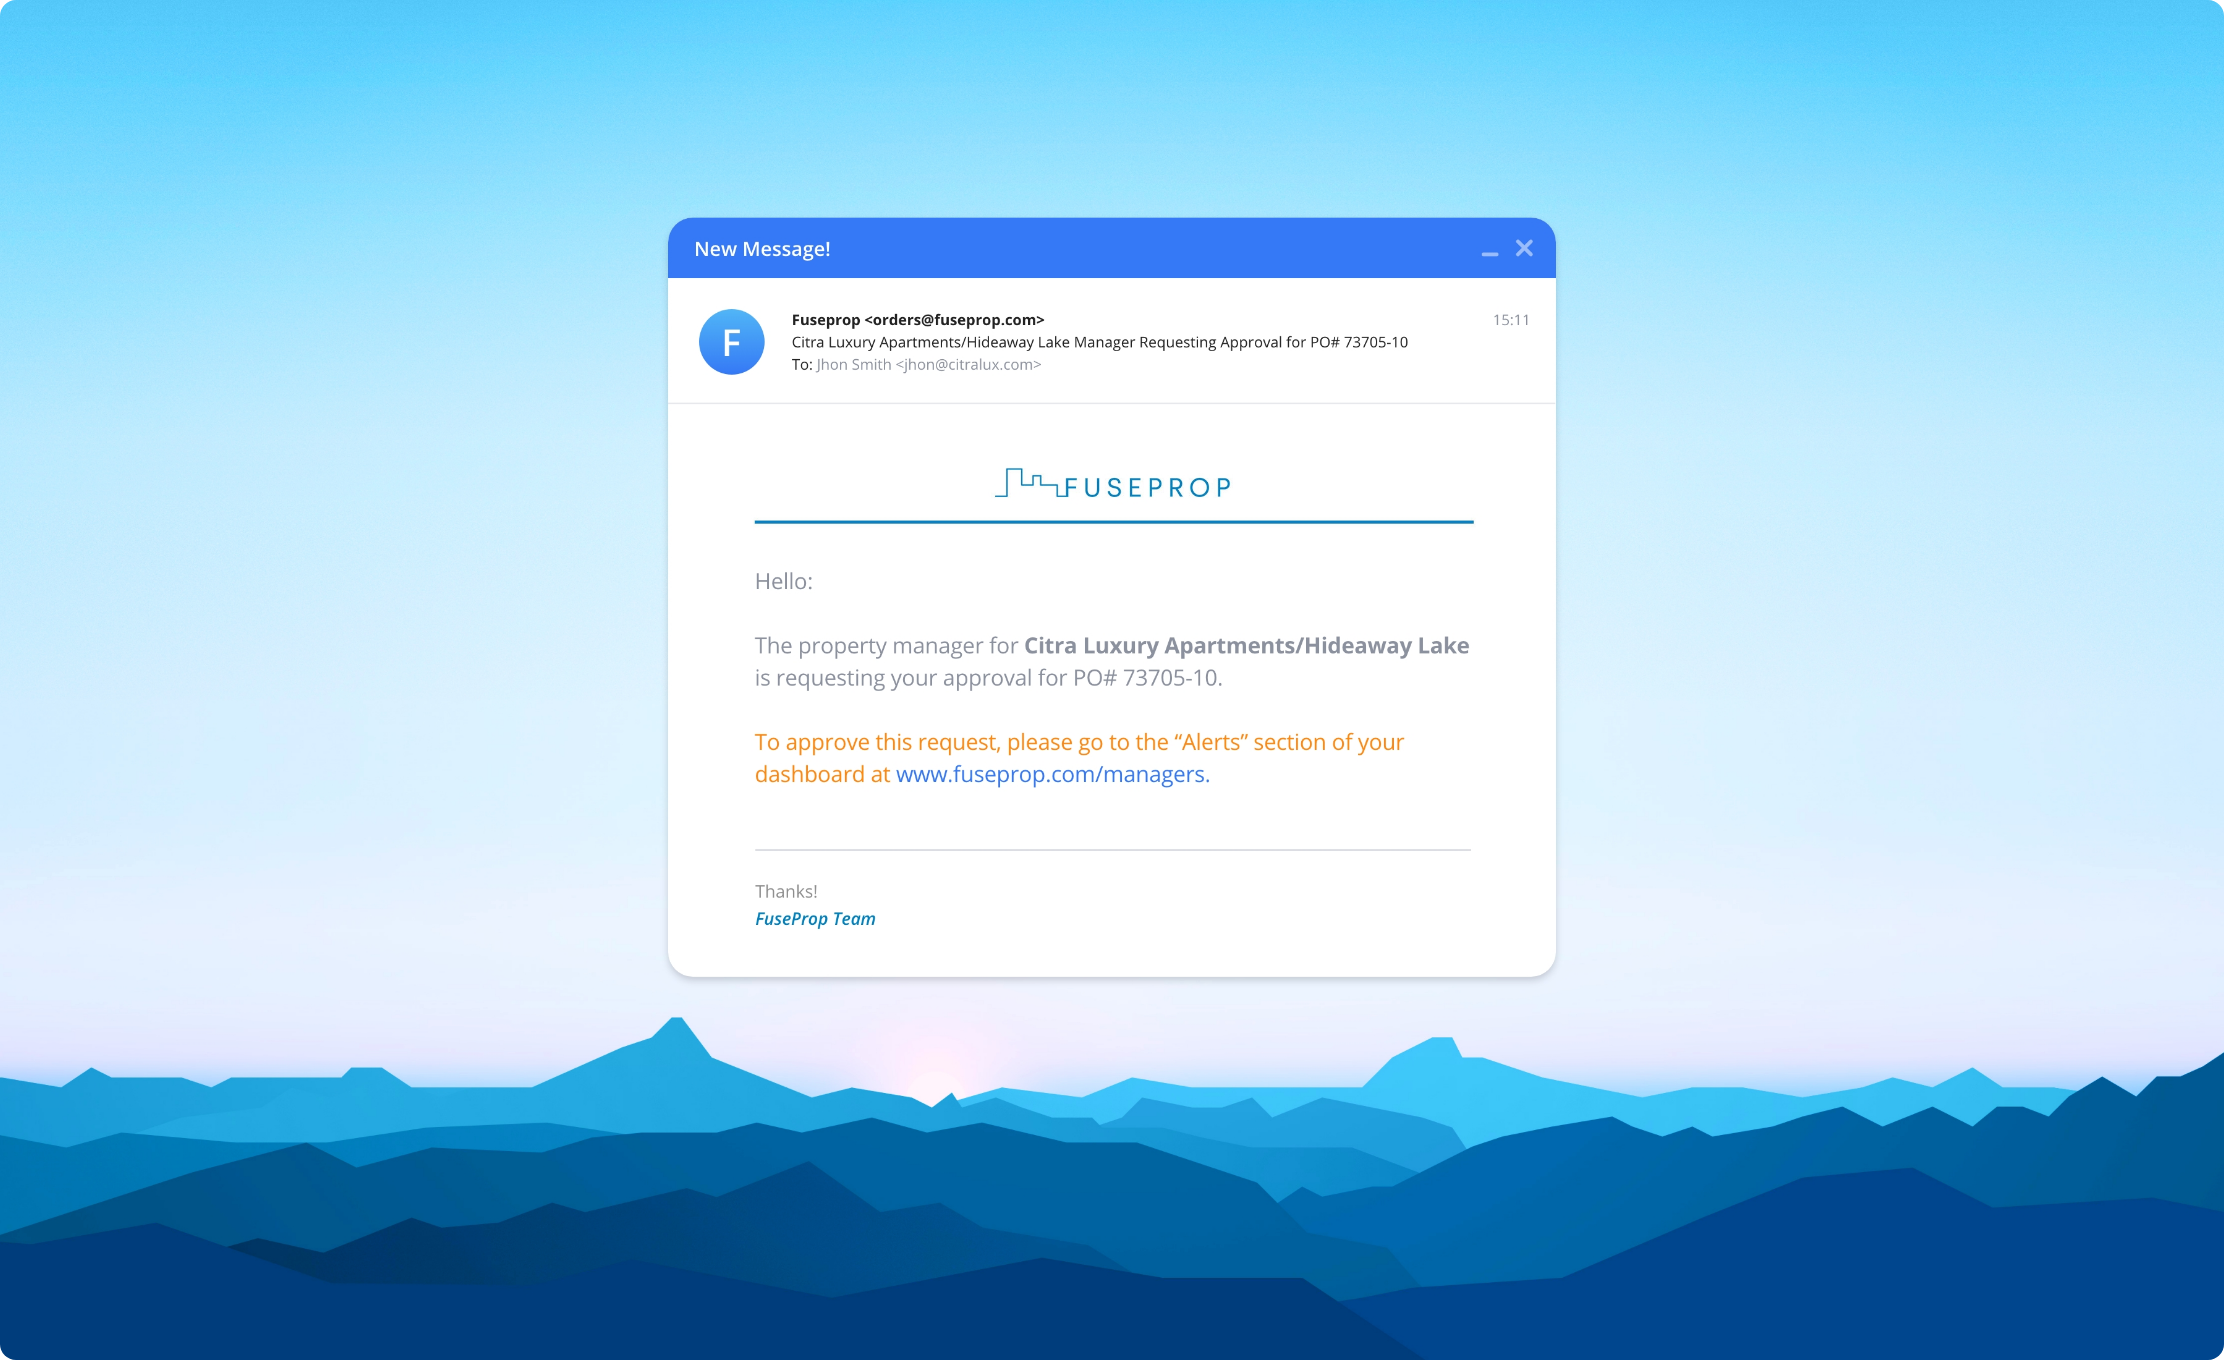 New Message!
F
Fuseprop <orders@fuseprop.com>
15:11
Citra Luxury Apartments/Hideaway Lake Manager Requesting Approval for PO# 73705-10
To: Jhon Smith <jhon@citralux.com>
FUSEPROP
Hello:
The property manager for Citra Luxury Apartments/Hideaway Lake
is requesting your approval for PO# 73705-10.
To approve this request, please go to the “Alerts” section of your
dashboard at www.fuseprop.com/managers.
Thanks!
FuseProp Team